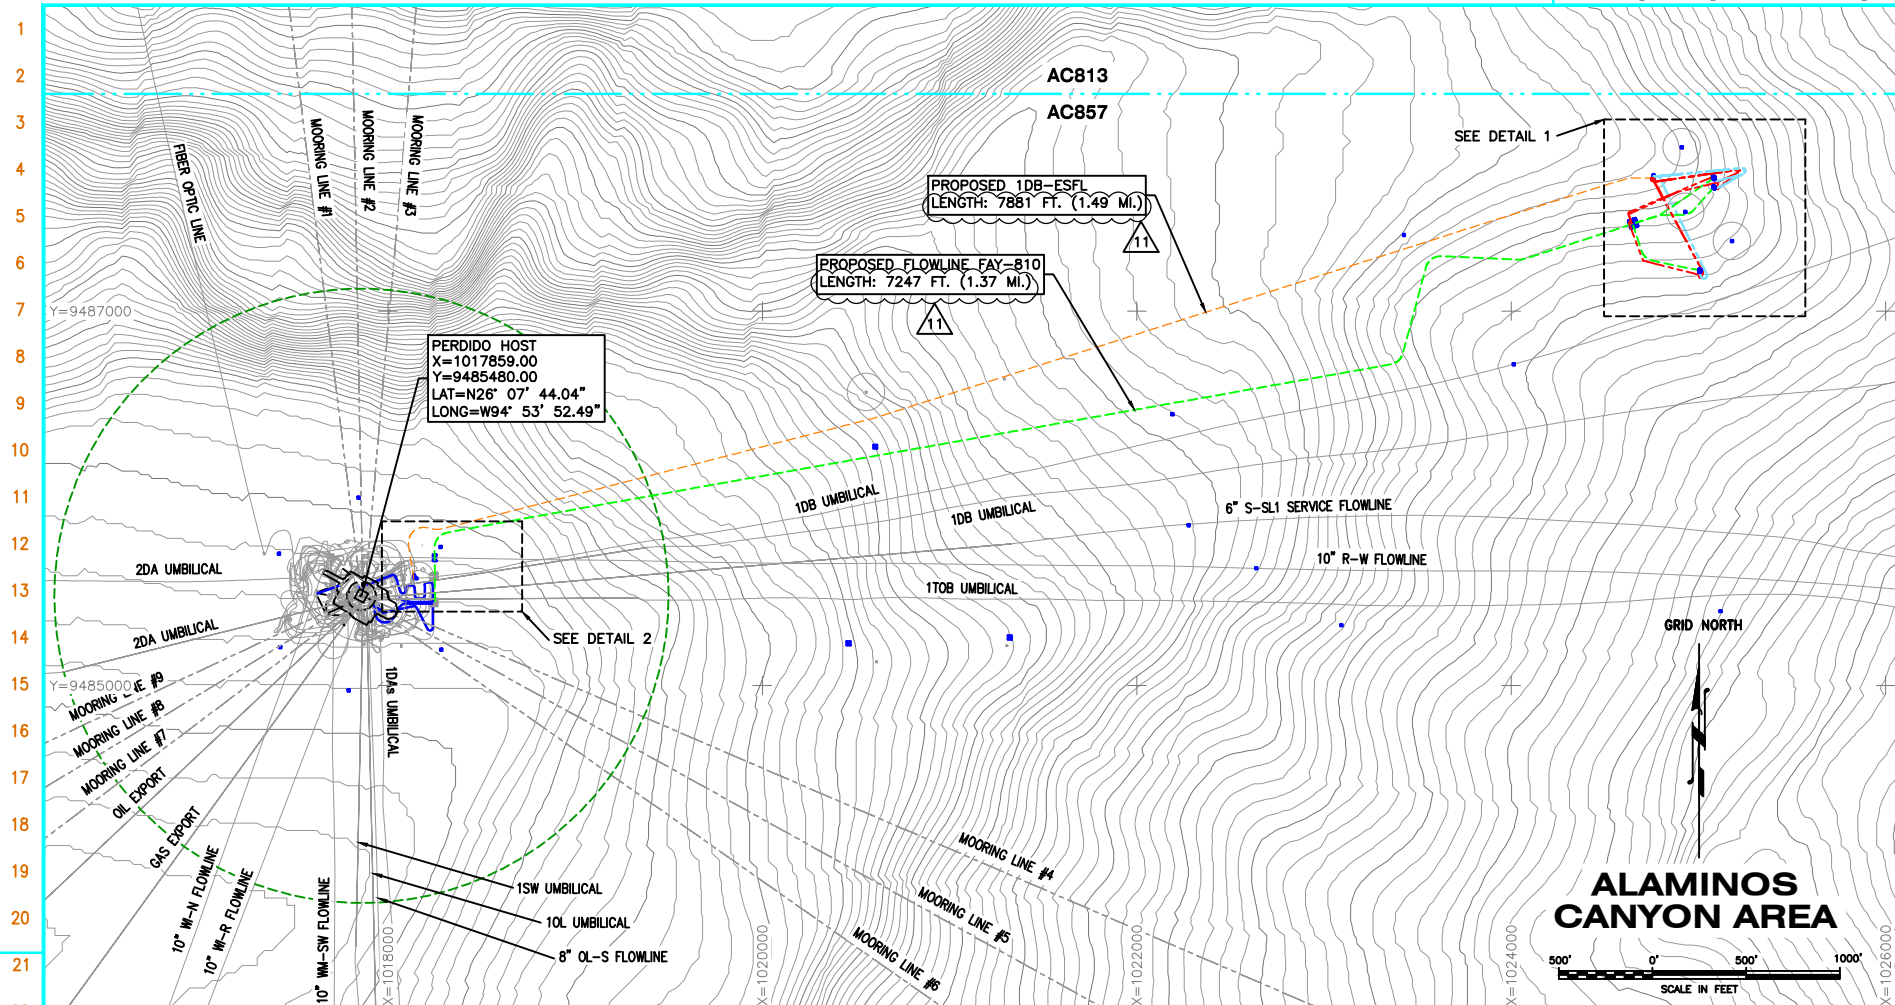 1
2
3
4
5
6
7
8
9
10
11
12
13
14
15
16
17
18
19
20
21
AC813
AC857
FIBER OPTIC LINE
MOORING LINE #1
MOORING LINE #2
MOORING LINE #3
SEE DETAIL 1
PROPOSED 1DB-ESFL
LENGTH: 7881 FT. (1.49 MI.)
11
PROPOSED FLOWLINE FAY-810
LENGTH: 7247 FT. (1.37 MI.)
11
Y=9487000
PERDIDO HOST
X=1017859.00
Y=9485480.00
LAT=N26° 07' 44.04"
LONG=W94° 53' 52.49"
1DB UMBILICAL
1DB UMBILICAL
6" S-SL1 SERVICE FLOWLINE
10" R-W FLOWLINE
1TOB UMBILICAL
2DA UMBILICAL
2DA UMBILICAL
SEE DETAIL 2
GRID NORTH
Y=9485000
MOORING LINE #9
MOORING LINE #8
MOORING LINE #7
OIL EXPORT
GAS EXPORT
1DAs UMBILICAL
10" WI-N FLOWLINE
10" WI-R FLOWLINE
10" WM-SW FLOWLINE
1SW UMBILICAL
10L UMBILICAL
8" OL-S FLOWLINE
MOORING LINE #4
MOORING LINE #5
MOORING LINE #6
X=1018000
X=1020000
X=1022000
X=1024000
X=1026000
ALAMINOS
CANYON AREA
500' 0' 500' 1000'
SCALE IN FEET